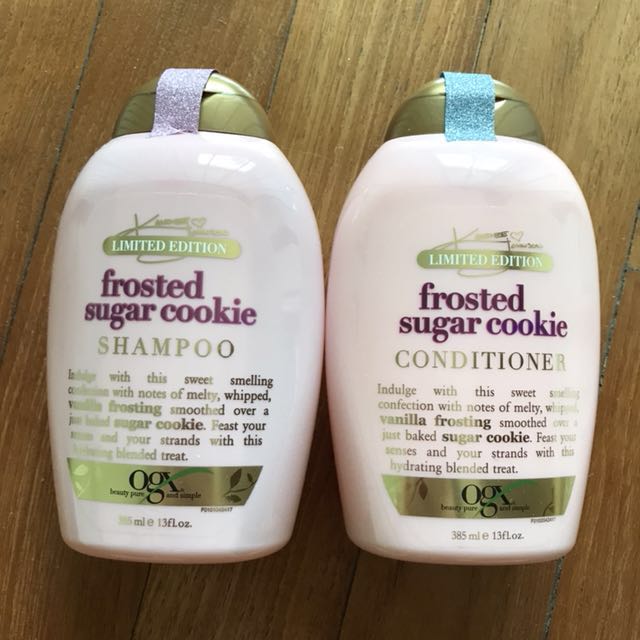 LIMITED EDITION
frosted
sugar cookie
SHAMPOO
Indulge with this sweet smelling
confection with notes of melty, whipped,
vanilla frosting smoothed over a
just baked sugar cookie. Feast your
senses and your strands with this
hydrating blended treat.
ogx
beauty pure and simple
385 ml e 13fl.oz.
LIMITED EDITION
frosted
sugar cookie
CONDITIONER
Indulge with this sweet smelling
confection with notes of melty, whipped,
vanilla frosting smoothed over a
just baked sugar cookie. Feast your
senses and your strands with this
hydrating blended treat.
ogx
beauty pure and simple
385 ml e 13fl.oz.